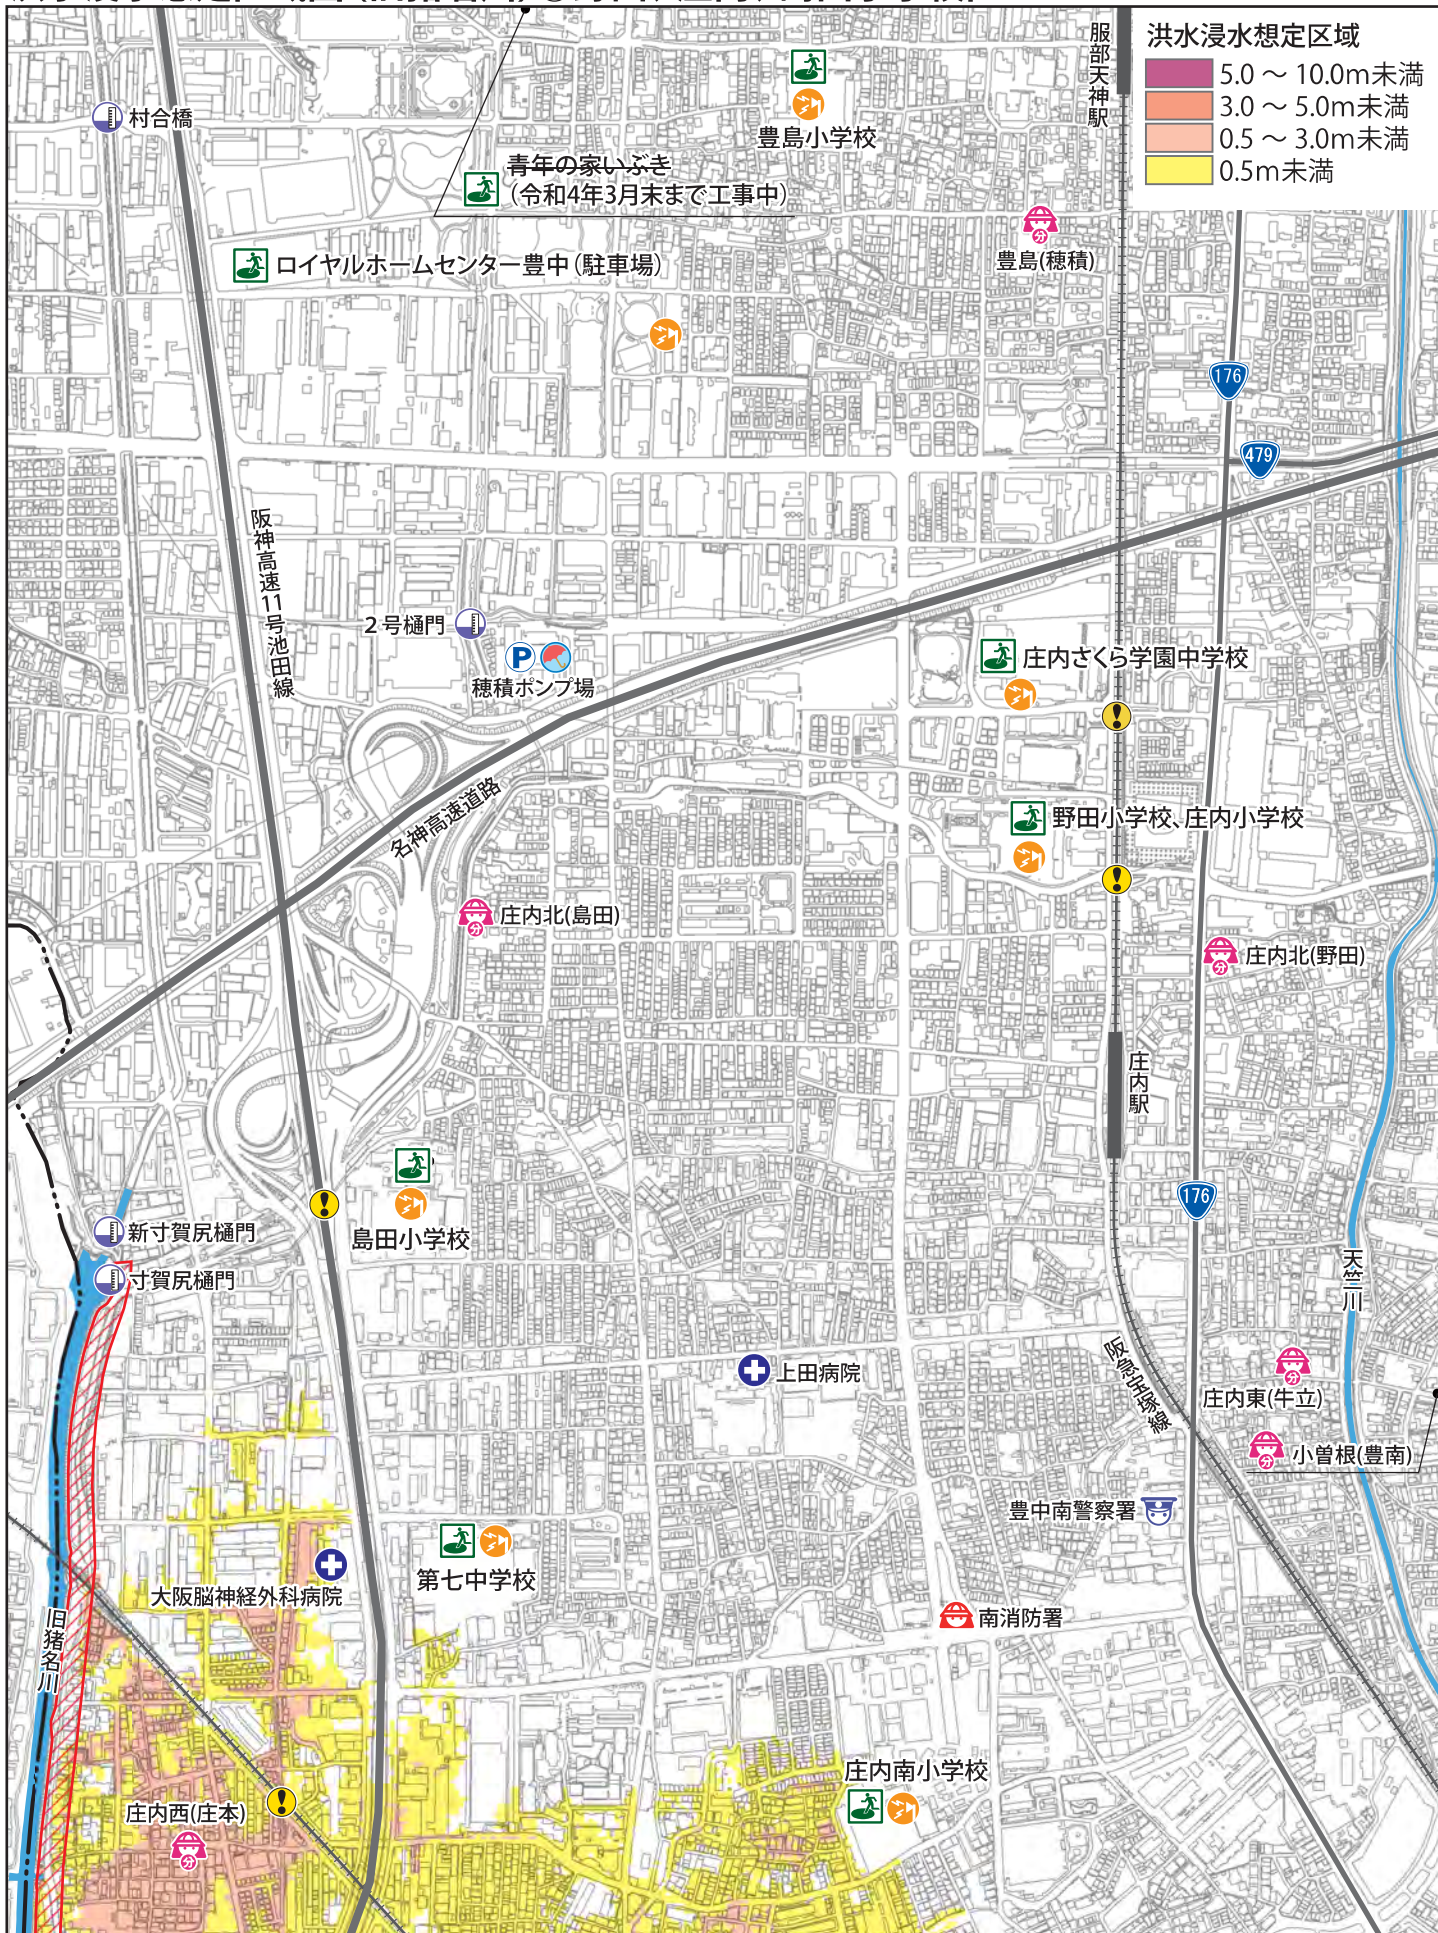 洪水浸水想定区域
5.0 ～ 10.0m未満
3.0 ～ 5.0m未満
0.5 ～ 3.0m未満
0.5m未満
服部天神駅
村合橋
豊島小学校
青年の家いぶき
(令和4年3月末まで工事中)
豊島(穂積)
分
ロイヤルホームセンター豊中(駐車場)
176
479
阪神高速11号池田線
2号樋門
P
穂積ポンプ場
庄内さくら学園中学校
名神高速道路
野田小学校、庄内小学校
庄内北(島田)
分
庄内北(野田)
分
庄内駅
176
島田小学校
新寸賀尻樋門
寸賀尻樋門
天竺川
上田病院
阪急宝塚線
庄内東(牛立)
分
小曽根(豊南)
分
豊中南警察署
第七中学校
大阪脳神経外科病院
南消防署
旧猪名川
庄内南小学校
庄内西(庄本)
分